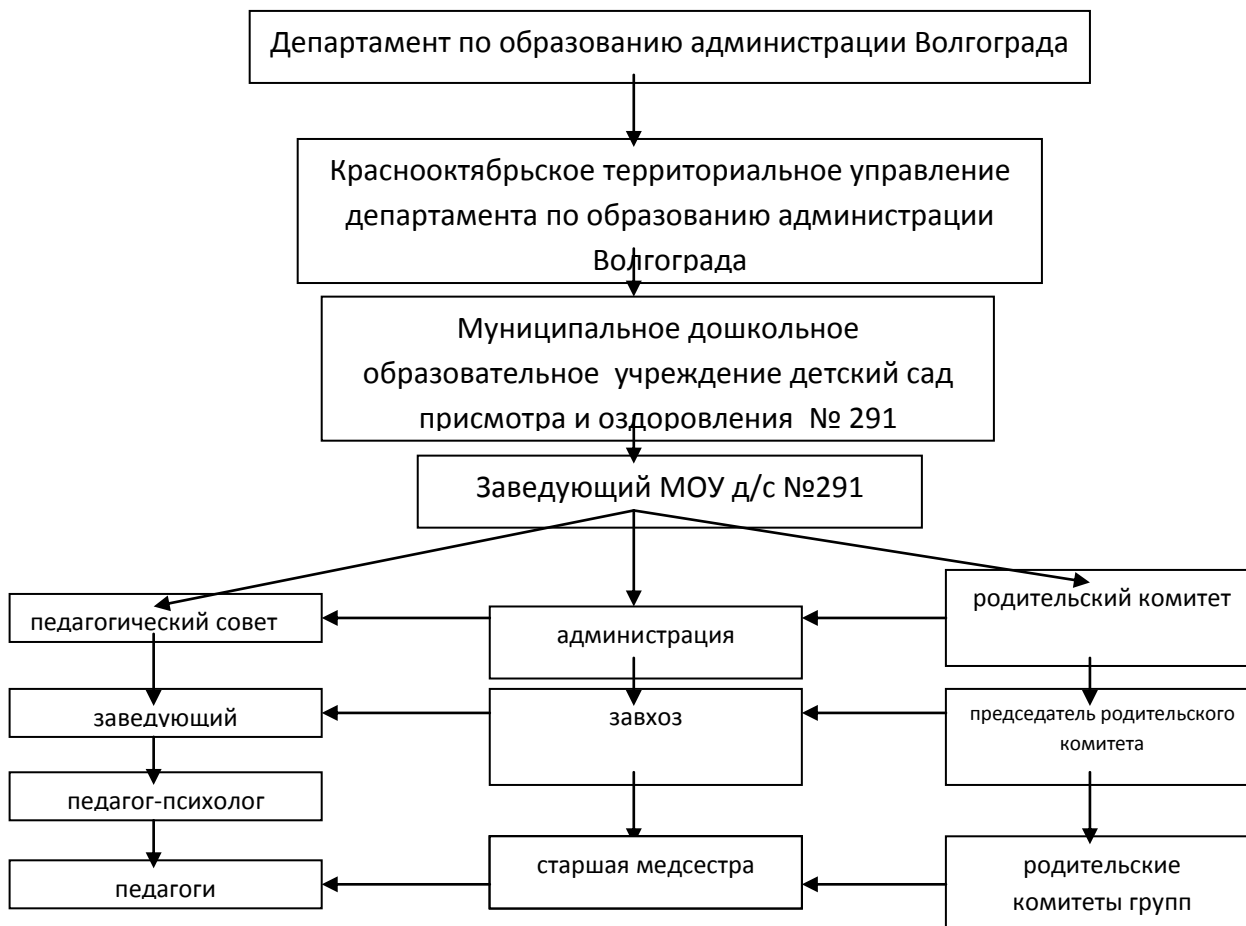 Департамент по образованию администрации Волгограда
Краснооктябрьское территориальное управление
департамента по образованию администрации
Волгограда
Муниципальное дошкольное
образовательное учреждение детский сад
присмотра и оздоровления № 291
Заведующий МОУ д/с №291
педагогический совет
администрация
родительский комитет
заведующий
завхоз
председатель родительского
комитета
педагог-психолог
педагоги
старшая медсестра
родительские
комитеты групп